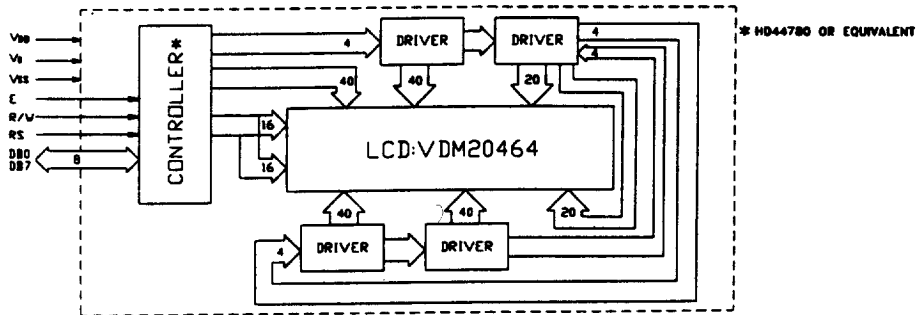 VDD
V0
VSS
E
R/W
RS
DB0
DB7
8
CONTROLLER*
4
DRIVER
DRIVER
4
4
* HD44780 OR EQUIVALENT
40
40
20
16
16
LCD:VDM20464
40
40
20
4
DRIVER
DRIVER